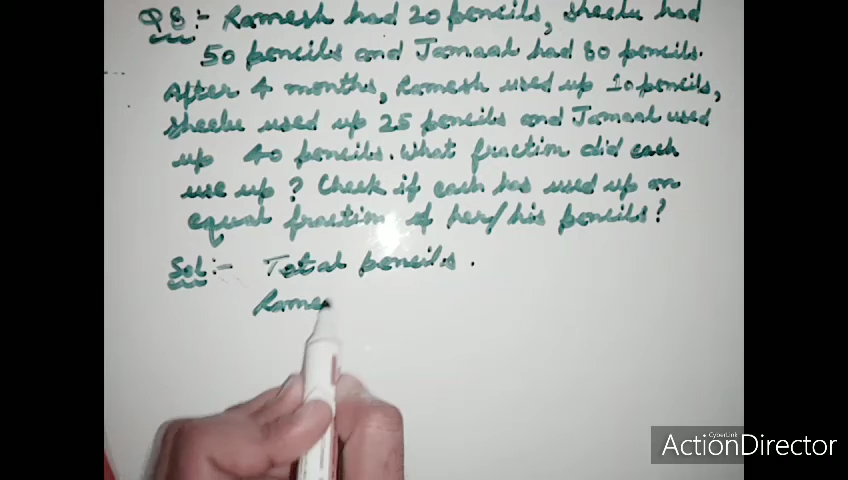 Q8:- Ramesh had 20 pencils, Sheelu had
50 pencils and Jamaal had 80 pencils.
After 4 months, Ramesh used up 10 pencils,
Sheelu used up 25 pencils and Jamaal used
up 40 pencils. What fraction did each
use up? Check if each has used up an
equal fraction of her/his pencils?
Sol:- Total pencils.
Rame
CyberLink
ActionDirector